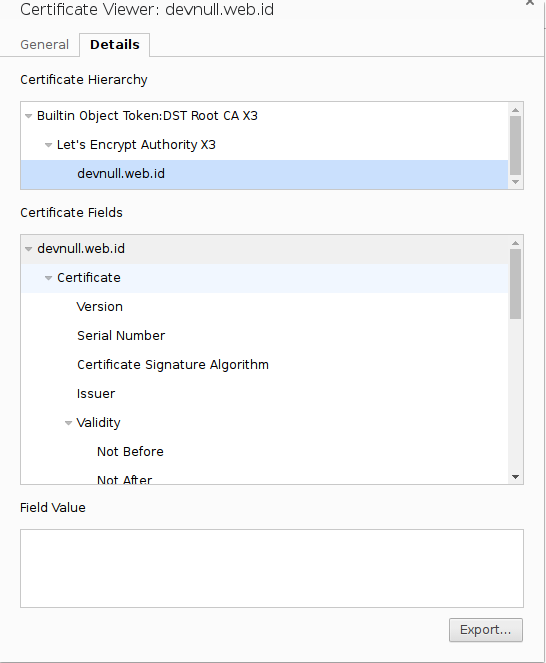 Certificate Viewer: devnull.web.id
General Details
Certificate Hierarchy
Builtin Object Token:DST Root CA X3
Let's Encrypt Authority X3
devnull.web.id
Certificate Fields
devnull.web.id
Certificate
Version
Serial Number
Certificate Signature Algorithm
Issuer
Validity
Not Before
Not After
Field Value
Export...